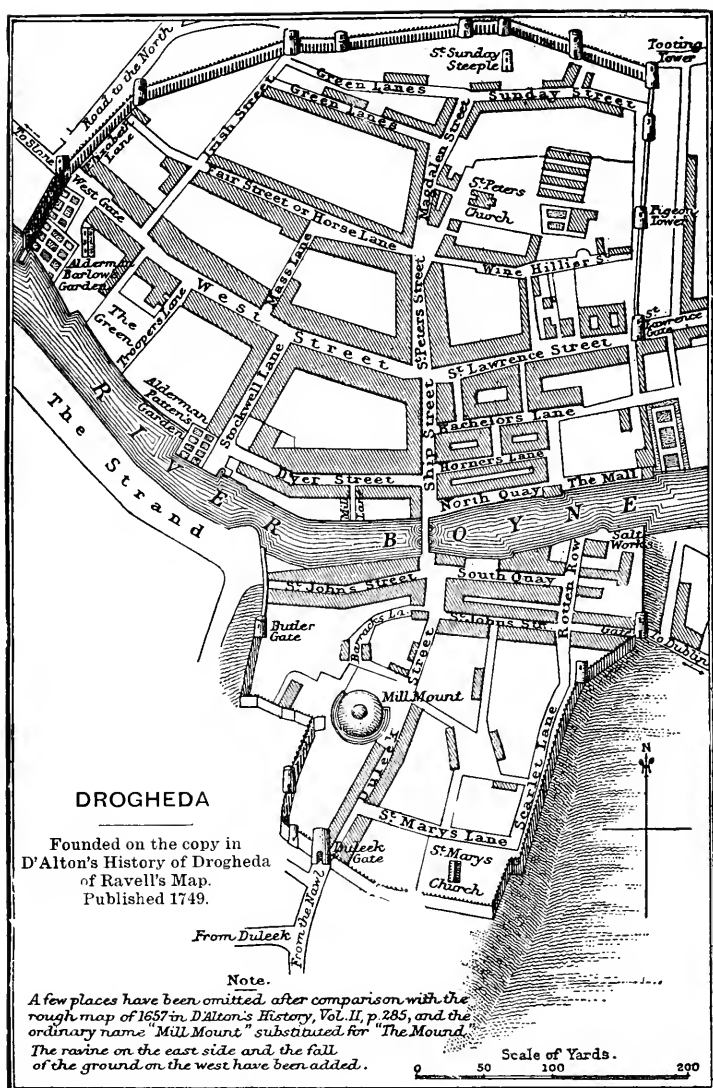 Road to the North
To Slane
West Gate
Irish Street
Green Lanes
Green Lanes
St. Sunday
Steeple
Sunday Street
Tooting
Tower
Magdalen Street
Fair Street or Horse Lane
St. Peters
Church
Pigeon
Tower
Alderman
Barlow's
Garden
The
Green
Troopers Lane
Mass Lane
West Street
St. Peters Street
Wine Hillier St.
St.
Lawrence
Gate
St. Lawrence Street
Stockwell Lane
Alderman
Pattens
Garden
Ship Street
Bachelors Lane
Horners Lane
Dyer Street
Mill
Lane
North Quay
The Mall
RIVER BOYNE
The Strand
Salt
Works
St. Johns Street
South Quay
Rotten Row
St. Johns Str.
Gate
To Dublin
Butler
Gate
Barracks La.
Mill Mount
Duleek Street
Scarlet Lane
N
St. Marys Lane
Duleek
Gate
St. Marys
Church
From the Nawl
From Duleek
DROGHEDA
Founded on the copy in
D'Alton's History of Drogheda
of Ravell's Map.
Published 1749.
Note.
A few places have been omitted after comparison with the
rough map of 1657 in D'Alton's History, Vol. II, p. 285, and the
ordinary name "Mill Mount" substituted for "The Mound"
The ravine on the east side and the fall
of the ground on the west have been added.
Scale of Yards.
0 50 100 200